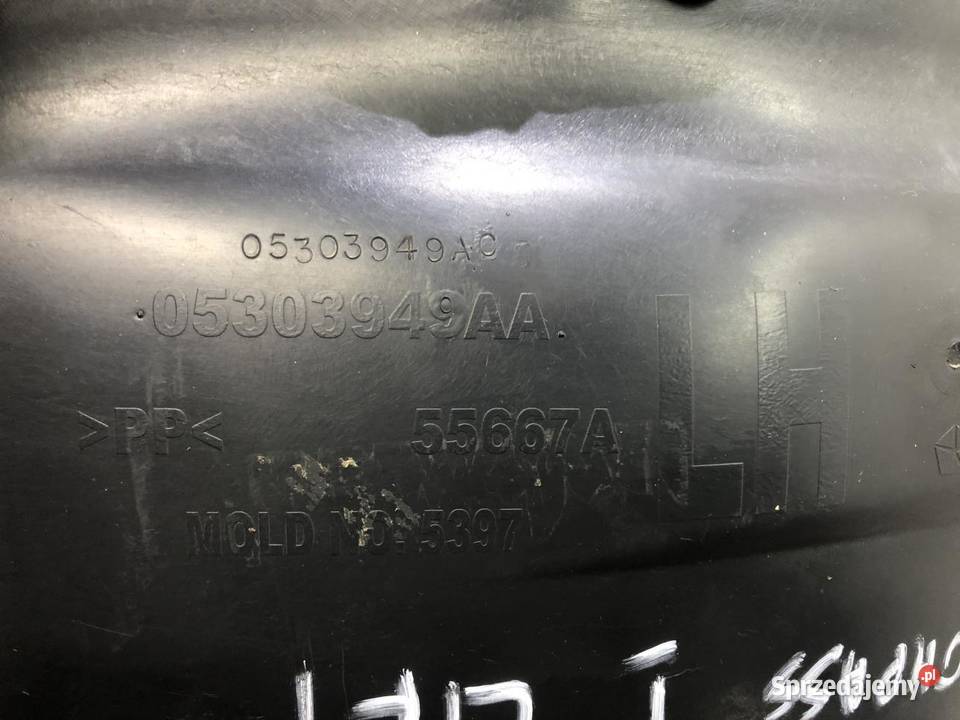 05303949AC
05303949AA.
LH
>PP< 55667A
MOLD NO. 5397
Sprzedajemy.pl